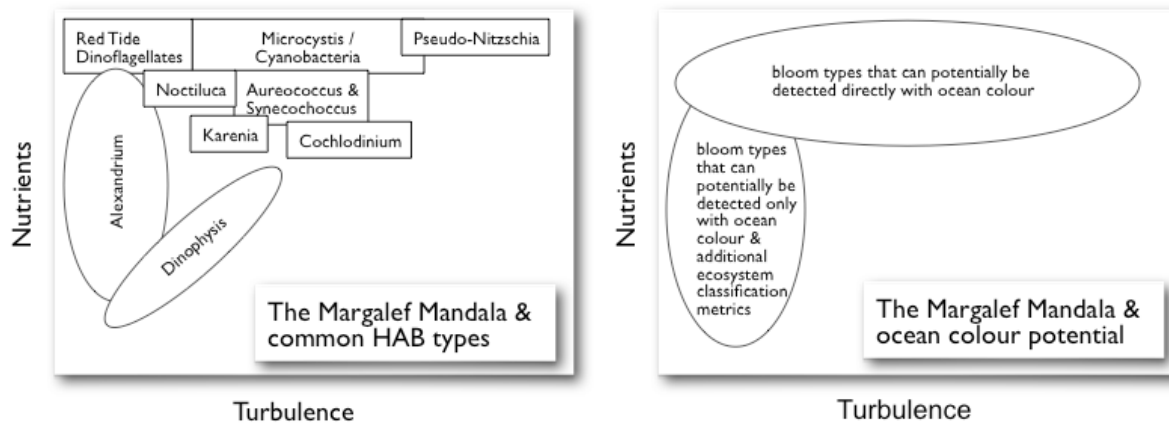 Red Tide
Dinoflagellates
Microcystis /
Cyanobacteria
Pseudo-Nitzschia
Noctiluca
Aureococcus &
Synecochoccus
Karenia
Cochlodinium
Alexandrium
Dinophysis
Nutrients
The Margalef Mandala &
common HAB types
Turbulence
bloom types that can potentially be
detected directly with ocean colour
bloom types
that can
potentially be
detected only
with ocean
colour &
additional
ecosystem
classification
metrics
Nutrients
The Margalef Mandala &
ocean colour potential
Turbulence